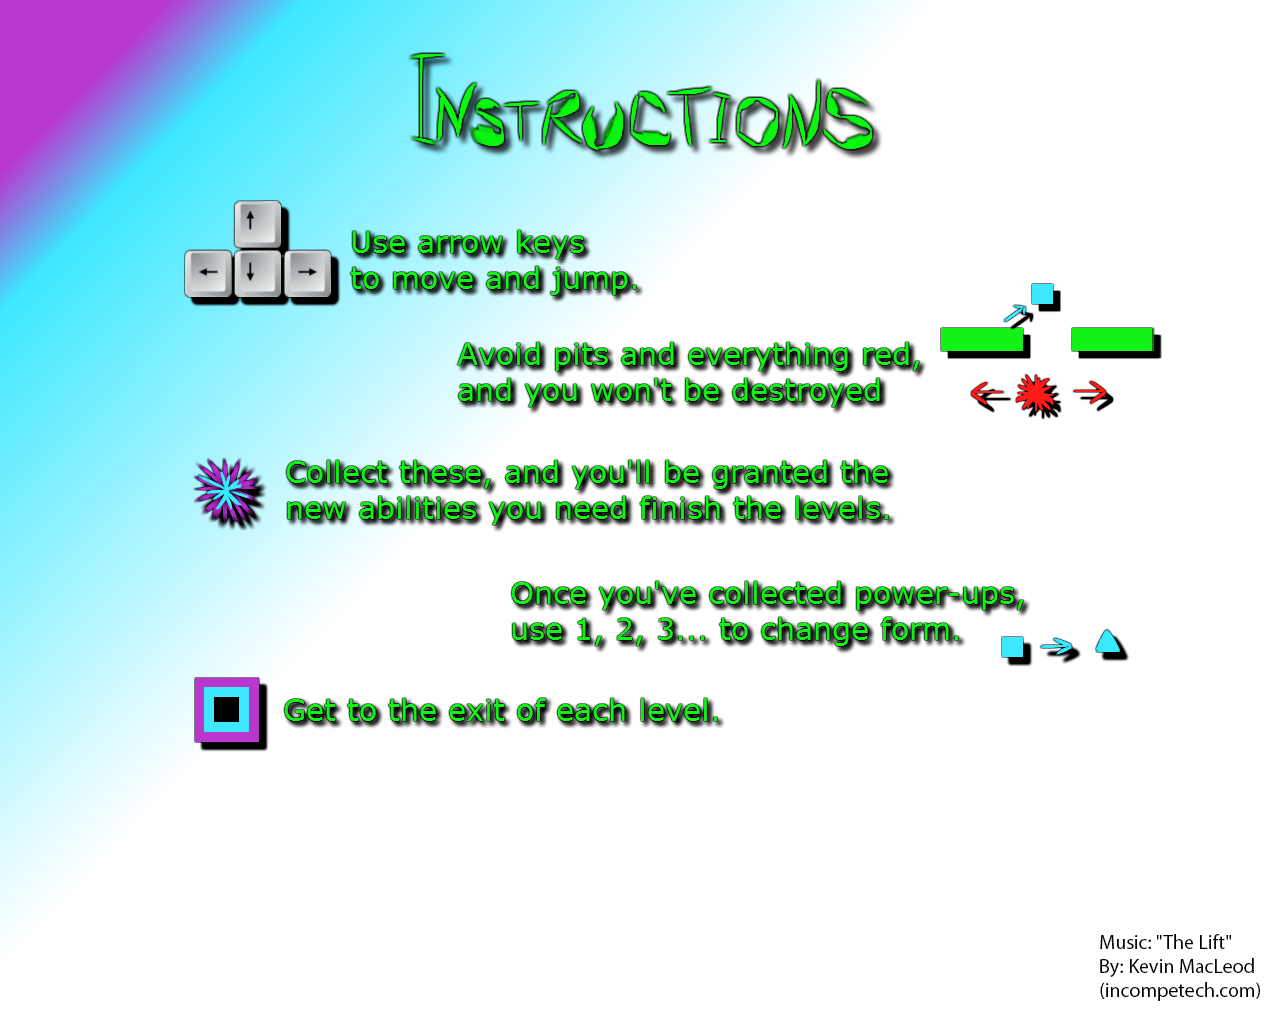 Instructions
Use arrow keys
to move and jump.
Avoid pits and everything red,
and you won't be destroyed
Collect these, and you'll be granted the
new abilities you need finish the levels.
Once you've collected power-ups,
use 1, 2, 3... to change form.
Get to the exit of each level.
Music: "The Lift"
By: Kevin MacLeod
(incompetech.com)